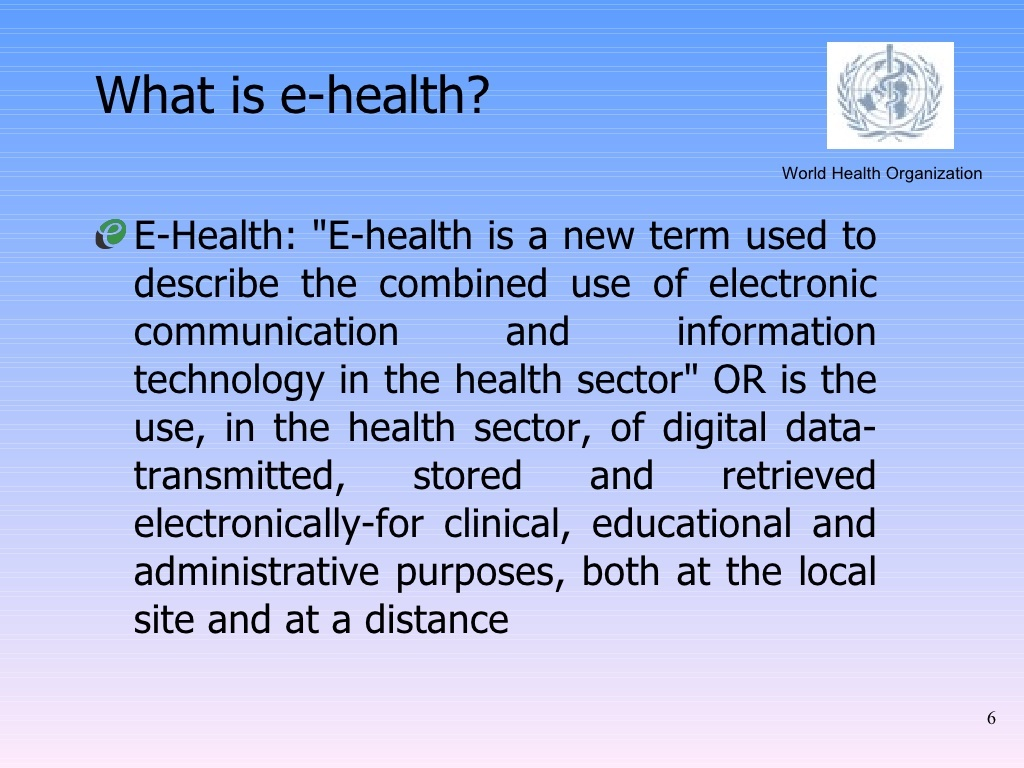 What is e-health?
World Health Organization
E-Health: "E-health is a new term used to
describe the combined use of electronic
communication and information
technology in the health sector" OR is the
use, in the health sector, of digital data-
transmitted, stored and retrieved
electronically-for clinical, educational and
administrative purposes, both at the local
site and at a distance
6